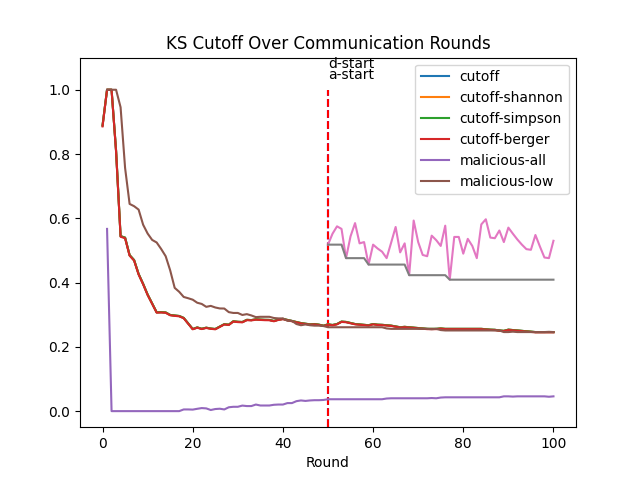 KS Cutoff Over Communication Rounds
d-start
a-start
cutoff
cutoff-shannon
cutoff-simpson
cutoff-berger
malicious-all
malicious-low
1.0
0.8
0.6
0.4
0.2
0.0
0 20 40 60 80 100
Round